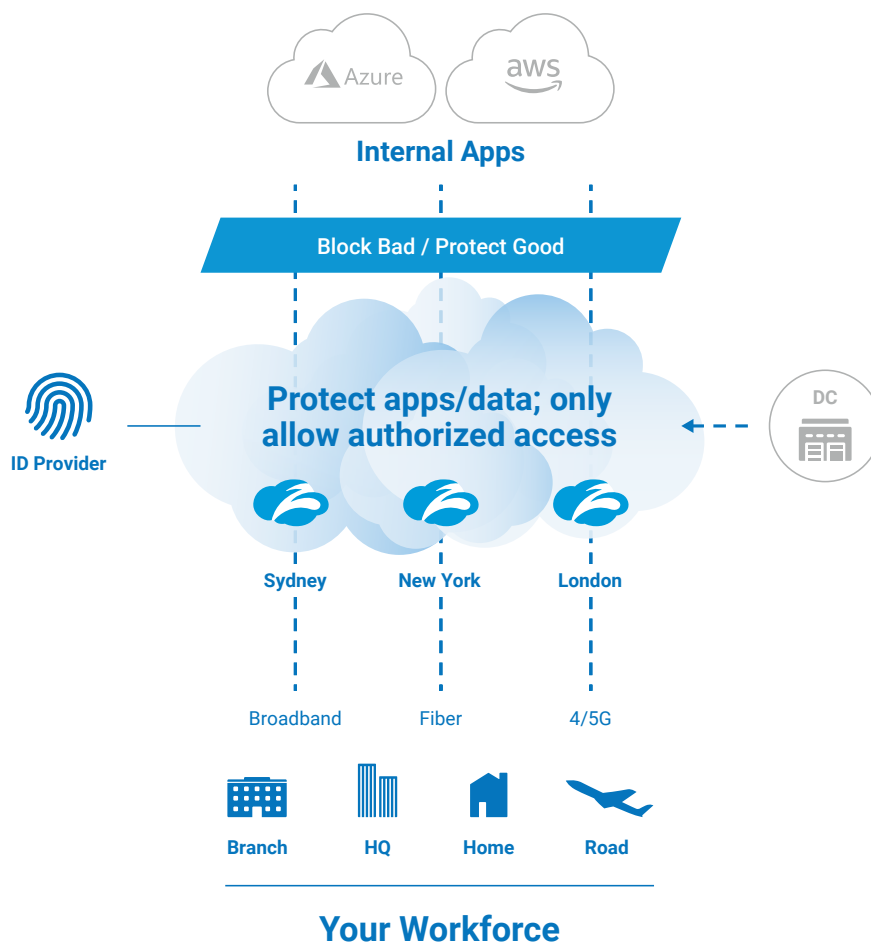 Azure
aws
Internal Apps
Block Bad / Protect Good
Protect apps/data; only
allow authorized access
DC
ID Provider
Sydney
New York
London
Broadband
Fiber
4/5G
Branch
HQ
Home
Road
Your Workforce